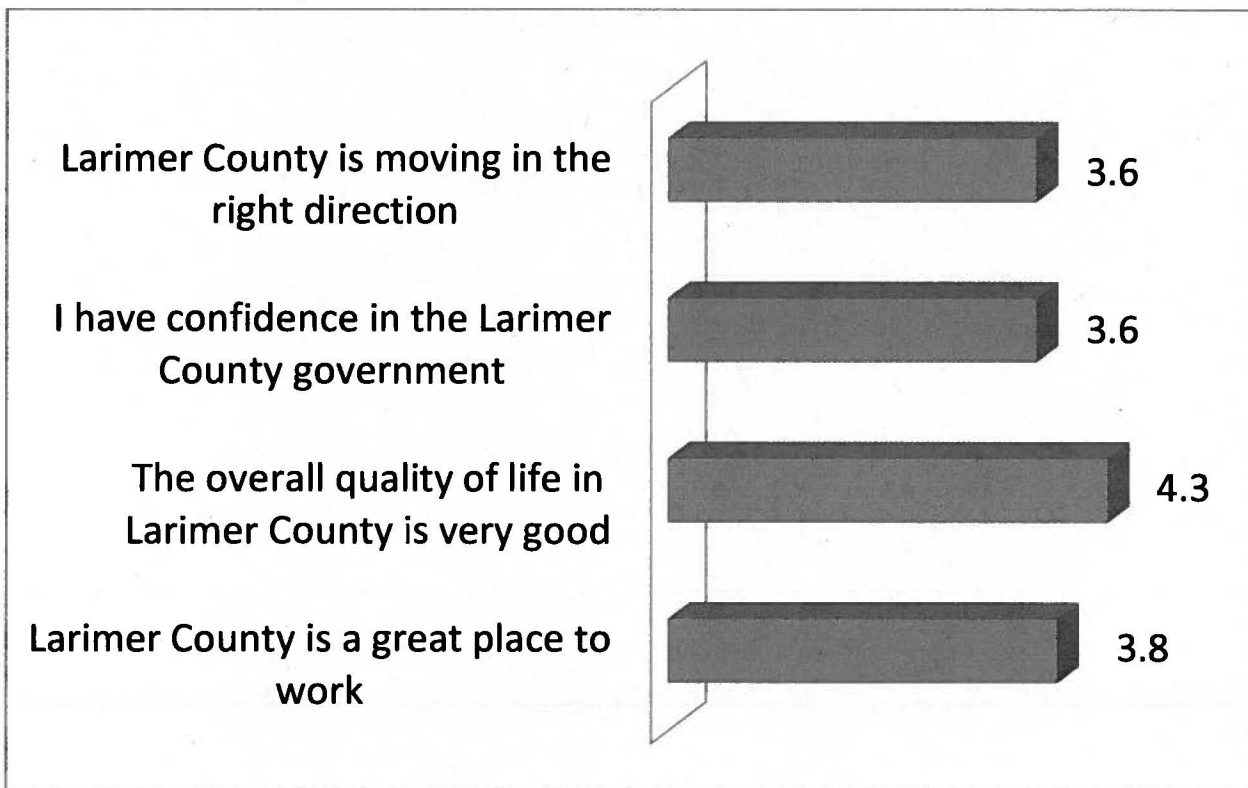 Larimer County is moving in the
right direction
3.6
I have confidence in the Larimer
County government
3.6
The overall quality of life in
Larimer County is very good
4.3
Larimer County is a great place to
work
3.8